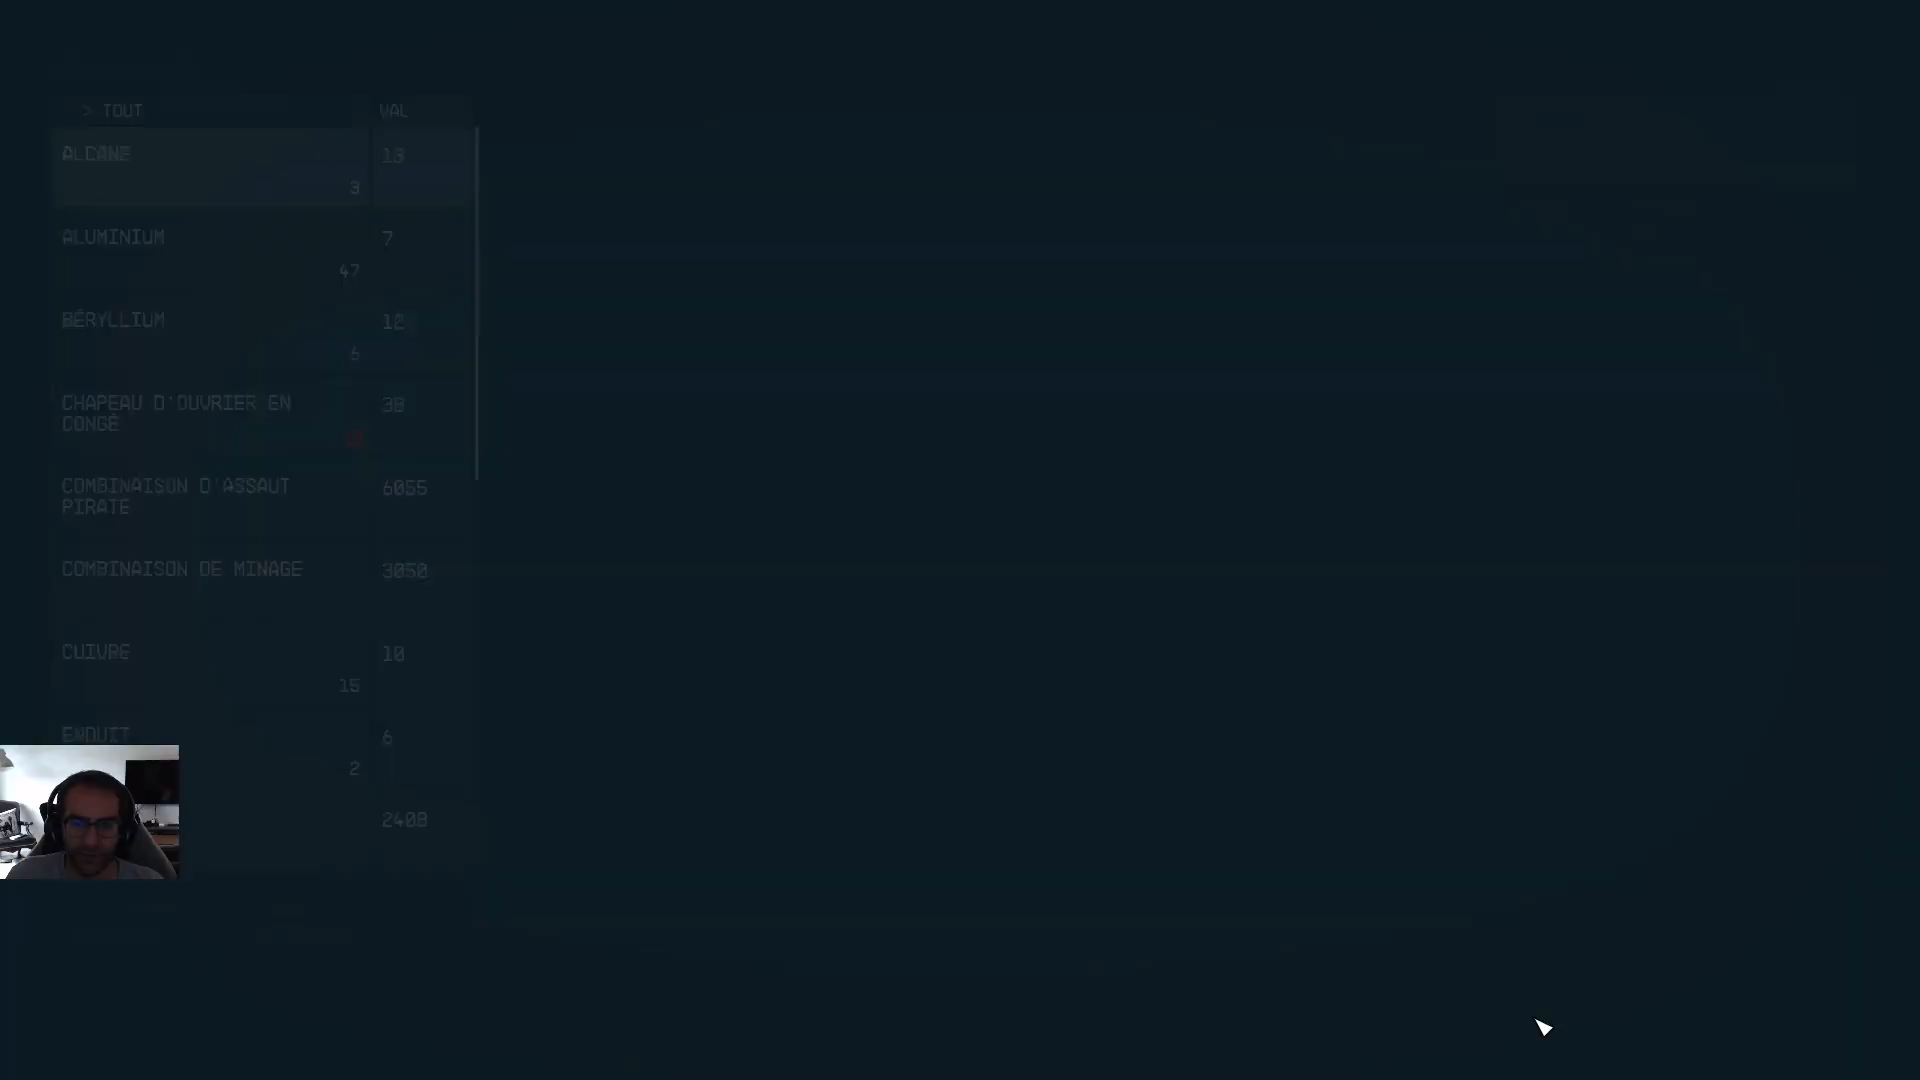 > TOUT VAL
ALCANE 13
3
ALUMINIUM 7
47
BÉRYLLIUM 12
6
CHAPEAU D'OUVRIER EN 38
CONGÉ
COMBINAISON D'ASSAUT 6055
PIRATE
COMBINAISON DE MINAGE 3050
CUIVRE 10
15
ENDUIT 6
2
2408